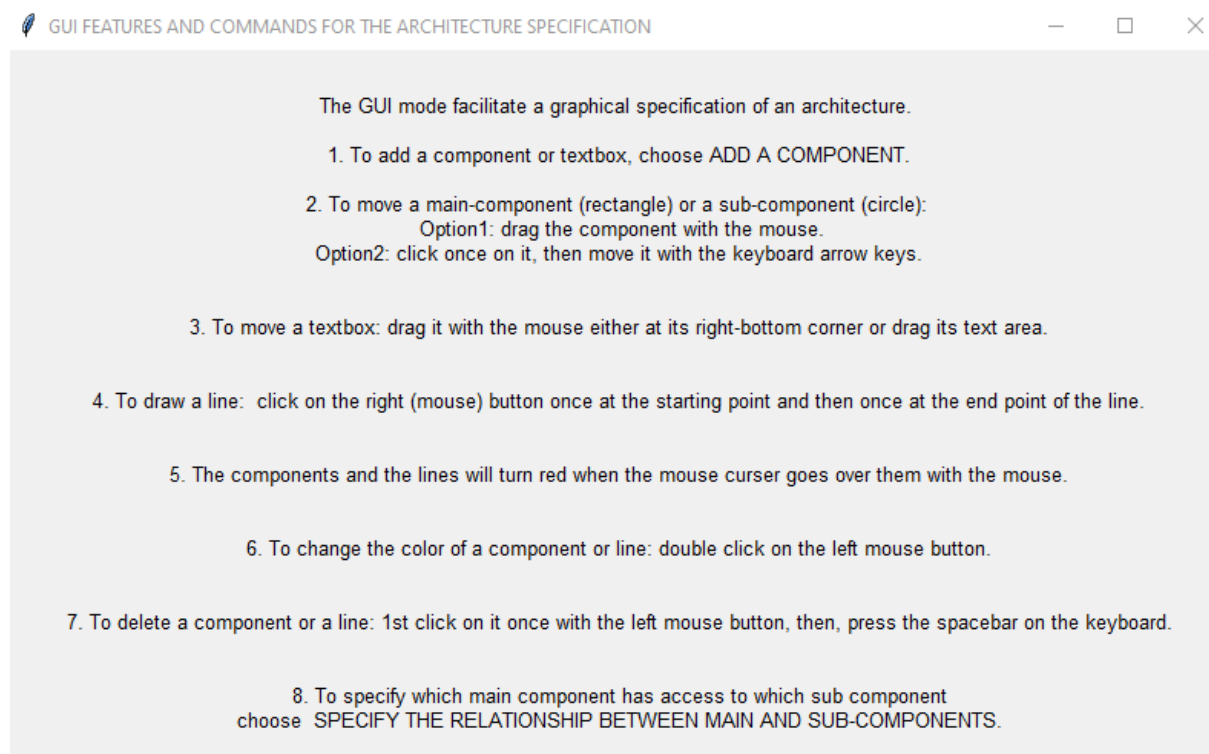 GUI FEATURES AND COMMANDS FOR THE ARCHITECTURE SPECIFICATION
The GUI mode facilitate a graphical specification of an architecture.
1. To add a component or textbox, choose ADD A COMPONENT.
2. To move a main-component (rectangle) or a sub-component (circle):
Option1: drag the component with the mouse.
Option2: click once on it, then move it with the keyboard arrow keys.
3. To move a textbox: drag it with the mouse either at its right-bottom corner or drag its text area.
4. To draw a line:  click on the right (mouse) button once at the starting point and then once at the end point of the line.
5. The components and the lines will turn red when the mouse curser goes over them with the mouse.
6. To change the color of a component or line: double click on the left mouse button.
7. To delete a component or a line: 1st click on it once with the left mouse button, then, press the spacebar on the keyboard.
8. To specify which main component has access to which sub component
choose  SPECIFY THE RELATIONSHIP BETWEEN MAIN AND SUB-COMPONENTS.